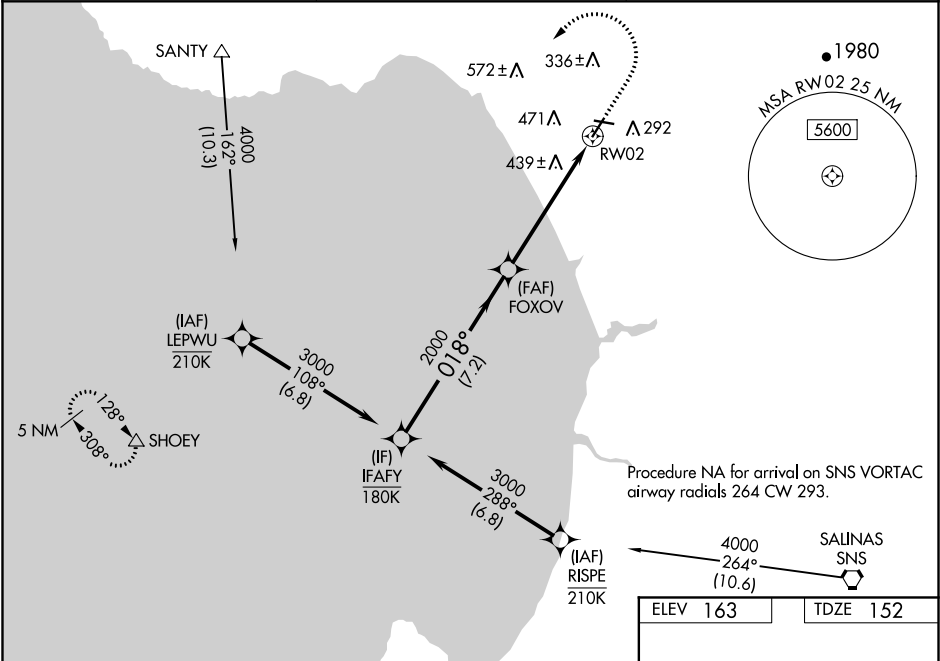 SANTY
4000
162°
(10.3)
572±
336±
471
292
439±
RW02
1980
MSA RW02 25 NM
5600
(FAF)
FOXOV
2000
018°
(7.2)
(IAF)
LEPWU
210K
3000
108°
(6.8)
5 NM
128°
308°
SHOEY
(IF)
IFAFY
180K
3000
288°
(6.8)
Procedure NA for arrival on SNS VORTAC
airway radials 264 CW 293.
(IAF)
RISPE
210K
4000
264°
(10.6)
SALINAS
SNS
ELEV 163
TDZE 152